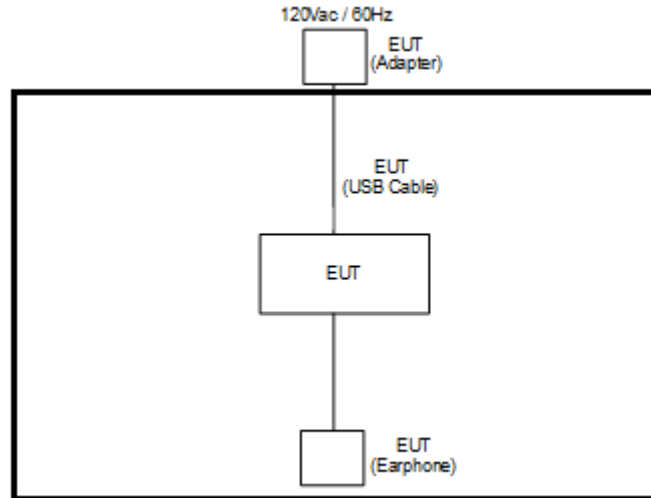 120Vac / 60Hz
EUT
(Adapter)
EUT
(USB Cable)
EUT
EUT
(Earphone)